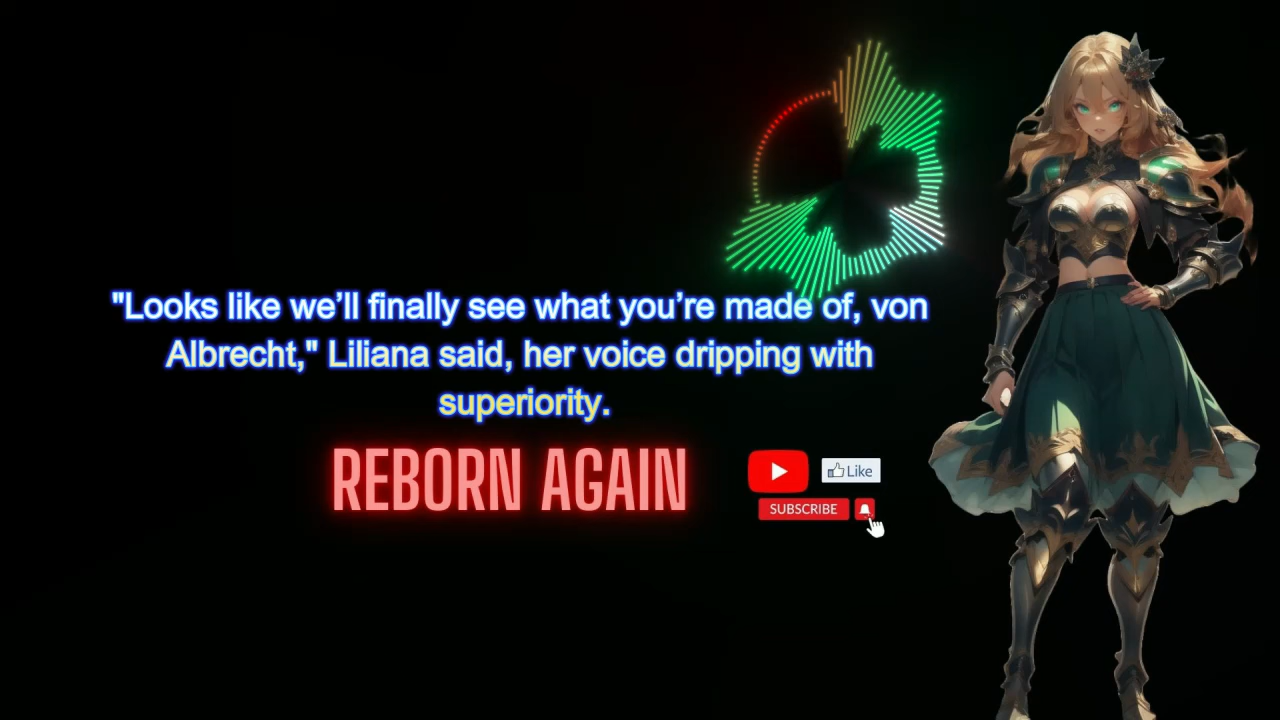 "Looks like we’ll finally see what you’re made of, von
Albrecht," Liliana said, her voice dripping with
superiority.
REBORN AGAIN
Like
SUBSCRIBE